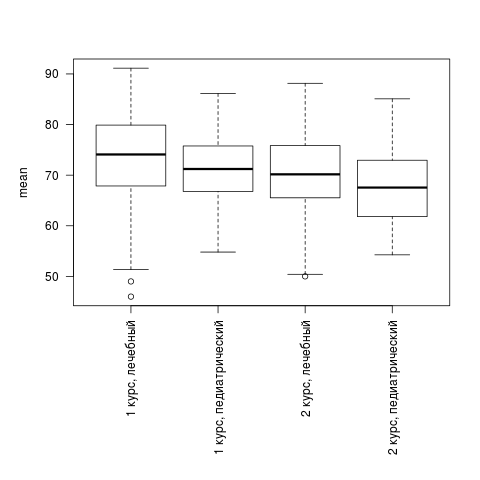 mean
90
80
70
60
50
1 курс, лечебный
1 курс, педиатрический
2 курс, лечебный
2 курс, педиатрический